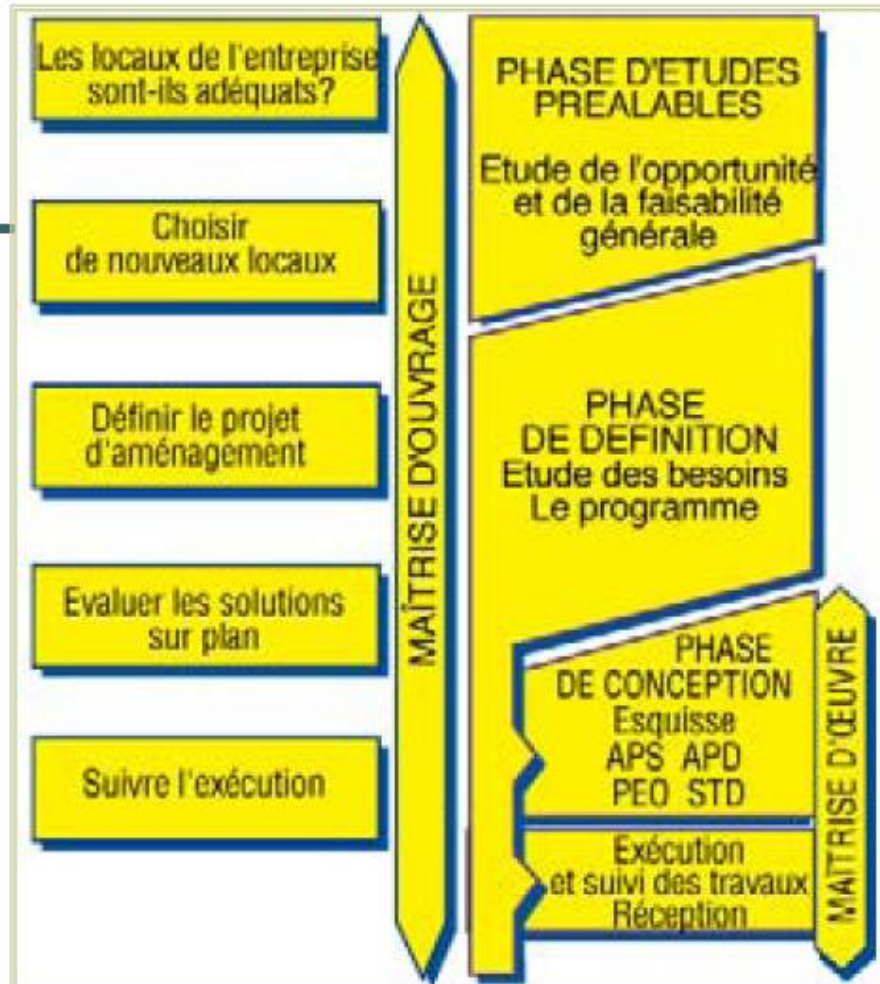 Les locaux de l'entreprise
sont-ils adéquats?
Choisir
de nouveaux locaux
Définir le projet
d'aménagement
Evaluer les solutions
sur plan
Suivre l'exécution
MAÎTRISE D'OUVRAGE
PHASE D'ETUDES
PREALABLES
Etude de l'opportunité
et de la faisabilité
générale
PHASE
DE DEFINITION
Etude des besoins
Le programme
PHASE
DE CONCEPTION
Esquisse
APS APD
PEO STD
Exécution
et suivi des travaux
Réception
MAÎTRISE D'ŒUVRE